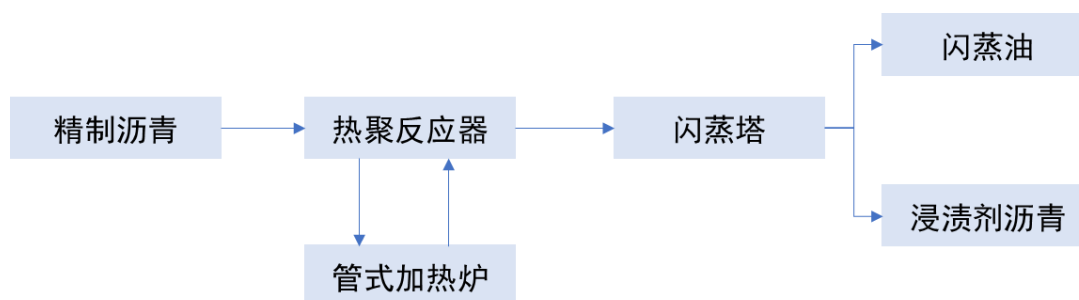 精制沥青
热聚反应器
管式加热炉
闪蒸塔
闪蒸油
浸渍剂沥青